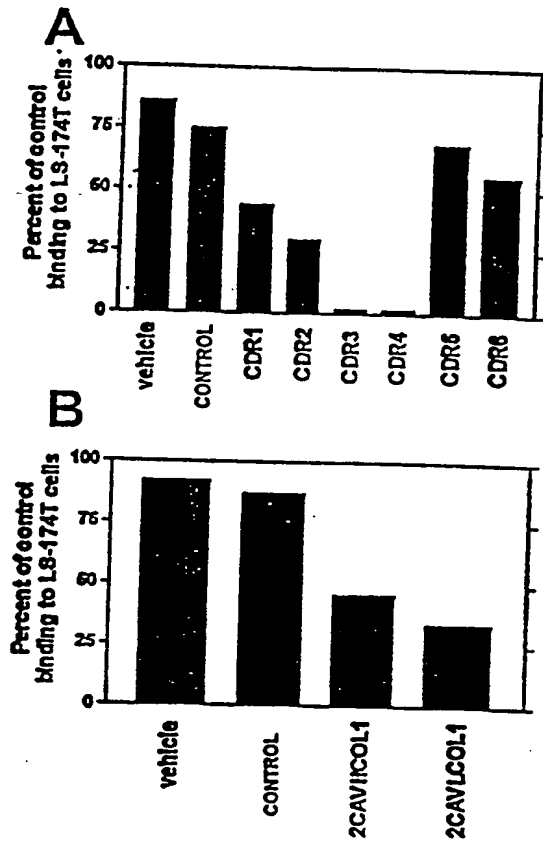 A
Percent of control
binding to LS-174T cells
100
75
50
25
0
vehicle
CONTROL
CDR1
CDR2
CDR3
CDR4
CDR5
CDR6
B
Percent of control
binding to LS-174T cells
100
75
50
25
0
vehicle
CONTROL
2CAVHCOL1
2CAVLCOL1